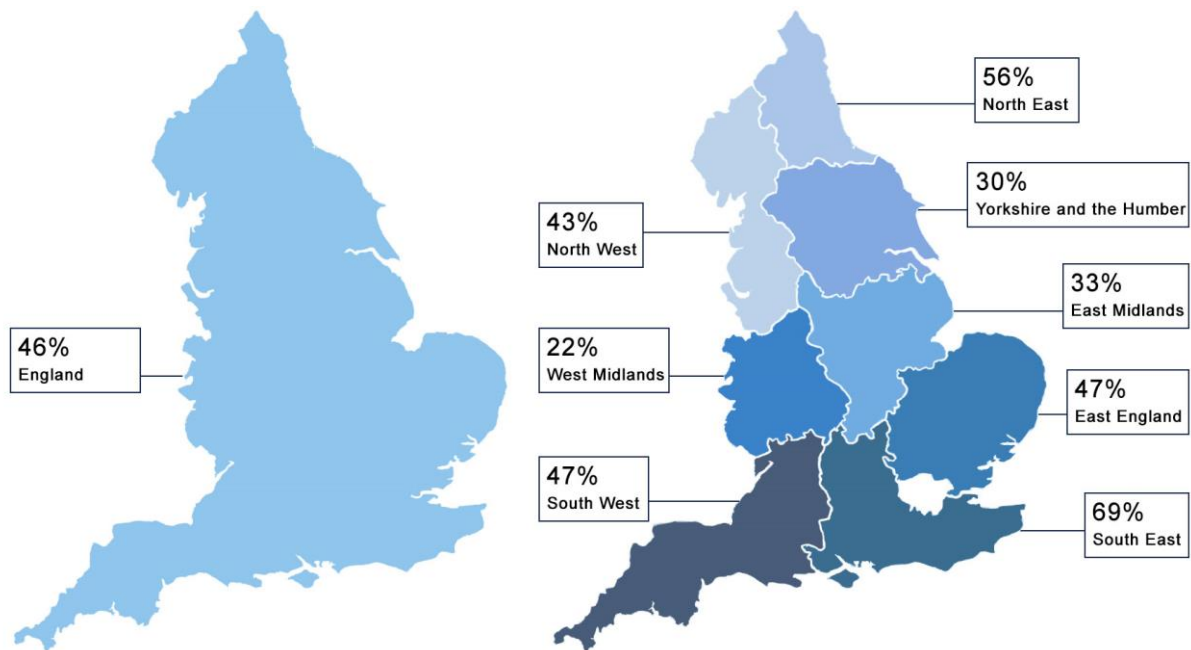 46%
England
56%
North East
30%
Yorkshire and the Humber
43%
North West
33%
East Midlands
22%
West Midlands
47%
East England
47%
South West
69%
South East